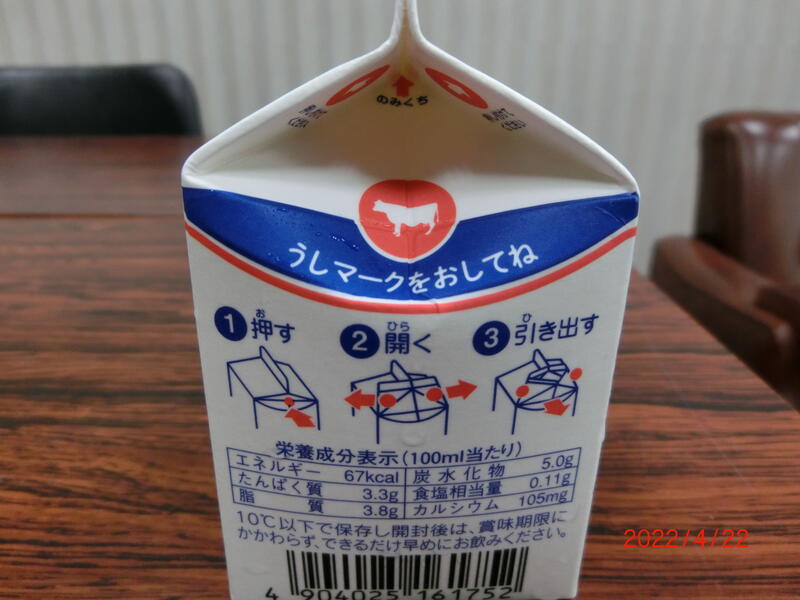 のみくち
うしマークをおしてね
1 押す
お
2 開く
ひら
3 引き出す
ひ
栄養成分表示(100ml当たり)
エネルギー 67kcal 炭水化物 5.0g
たんぱく質 3.3g 食塩相当量 0.11g
脂質 3.8g カルシウム 105mg
10℃以下で保存し開封後は、賞味期限に
かかわらず、できるだけ早めにお飲みください。
4 904025 161752
2022/4/22